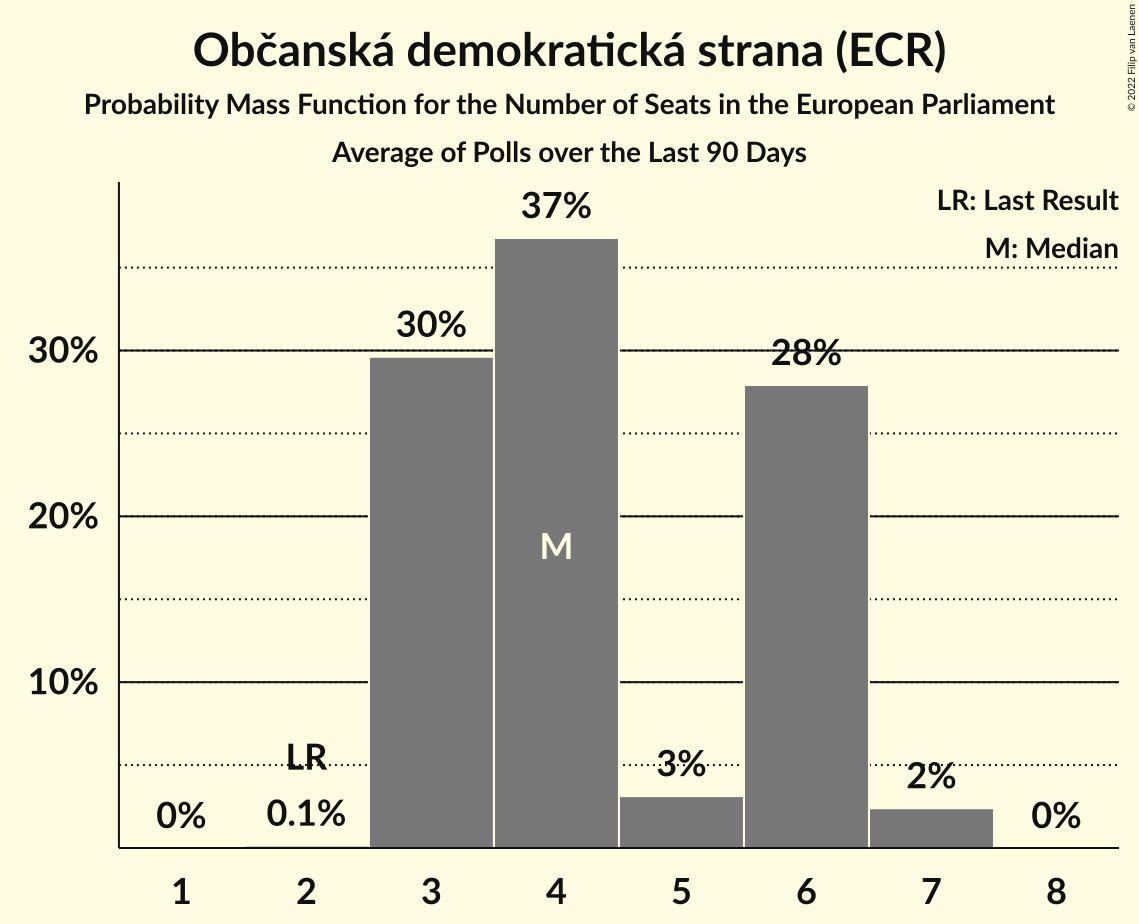 Občanská demokratická strana (ECR)
Probability Mass Function for the Number of Seats in the European Parliament
Average of Polls over the Last 90 Days
© 2022 Filip van Laenen
LR: Last Result
M: Median
37%
30%
30%
28%
20%
M
10%
LR
3%
2%
0%
0.1%
0%
1 2 3 4 5 6 7 8